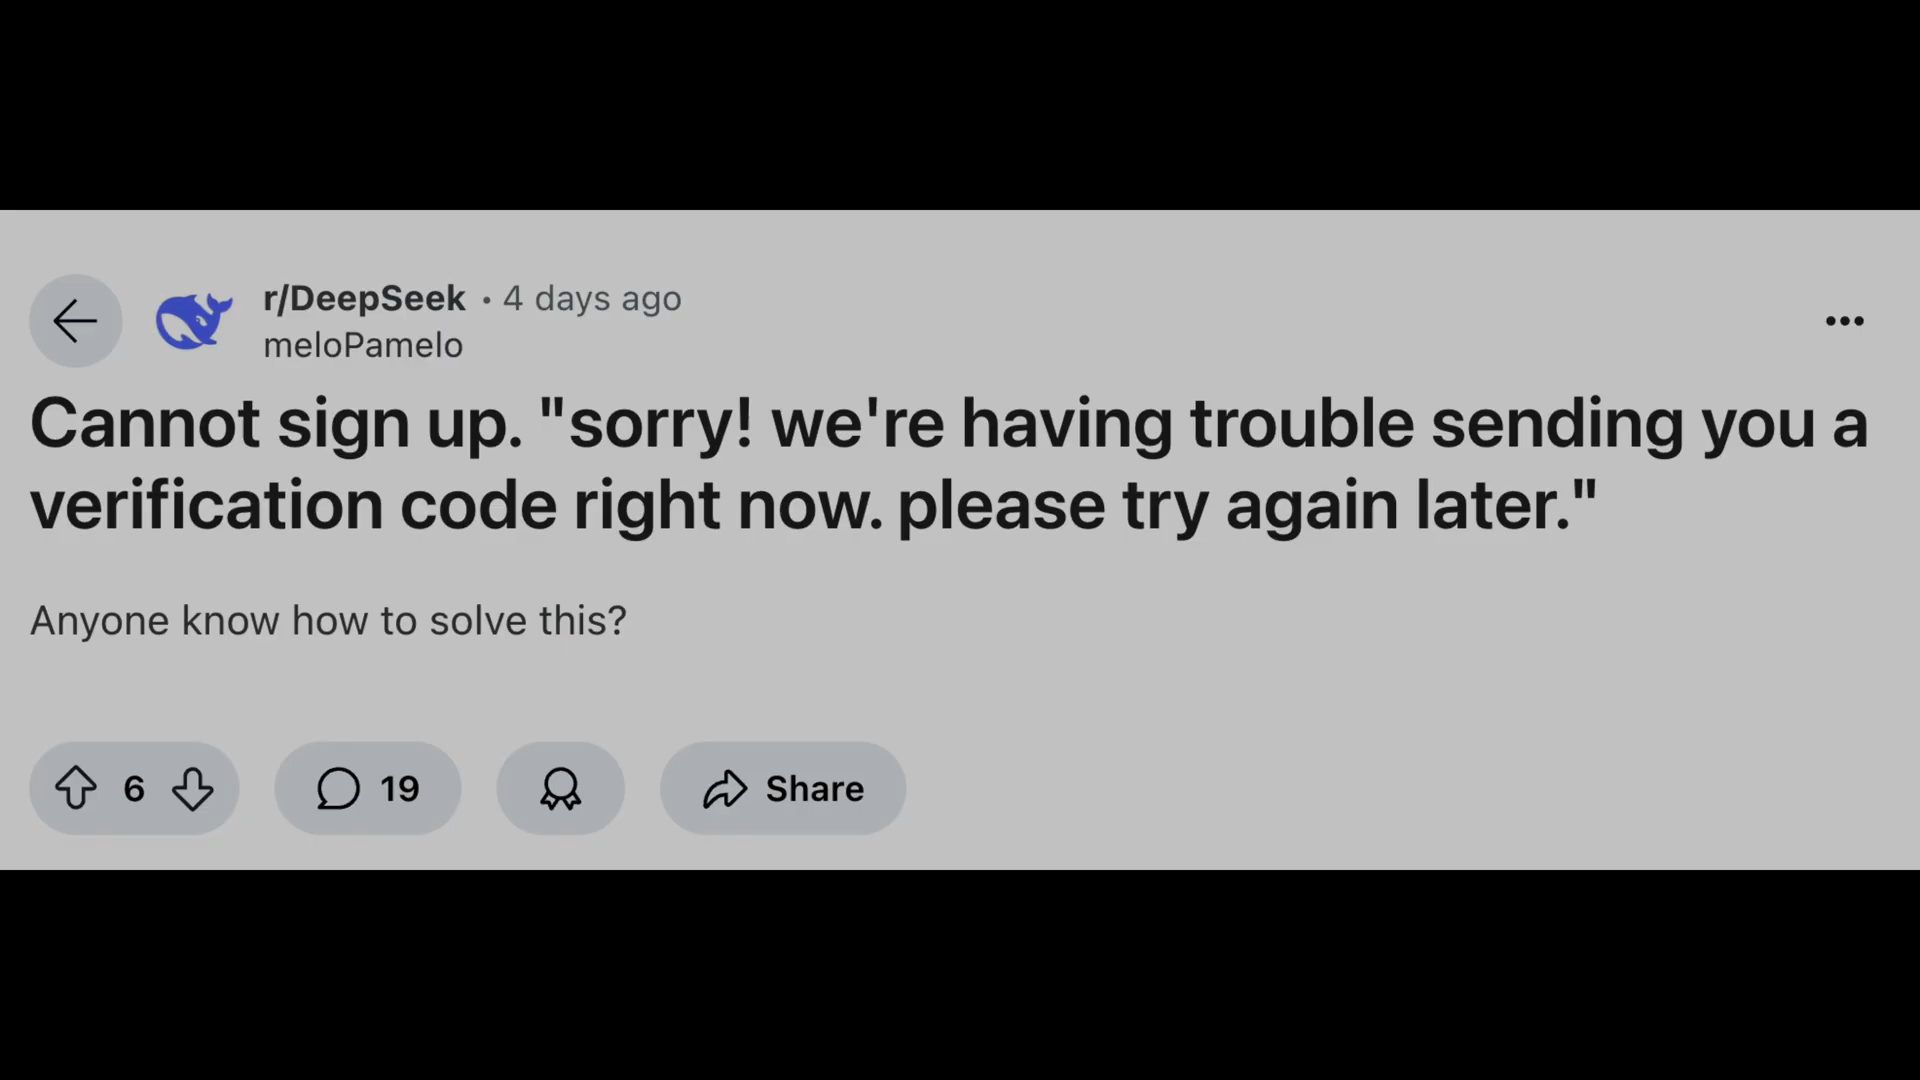 r/DeepSeek • 4 days ago
meloPamelo
Cannot sign up. "sorry! we're having trouble sending you a
verification code right now. please try again later."
Anyone know how to solve this?
6 19 Share